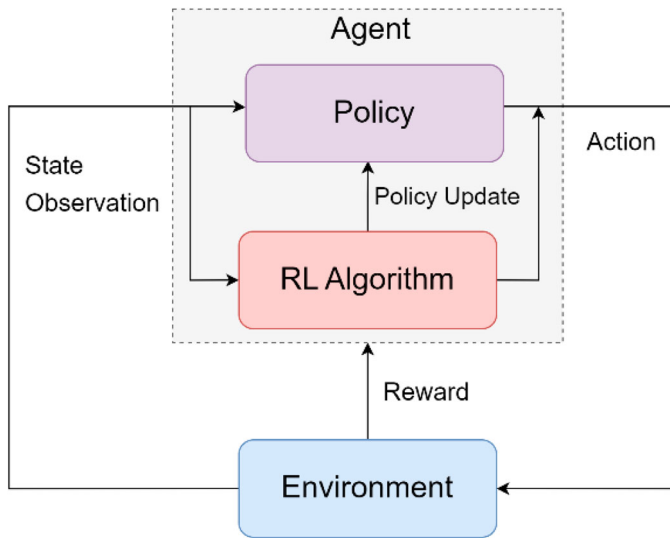 Agent
Policy
State
Observation
Action
Policy Update
RL Algorithm
Reward
Environment